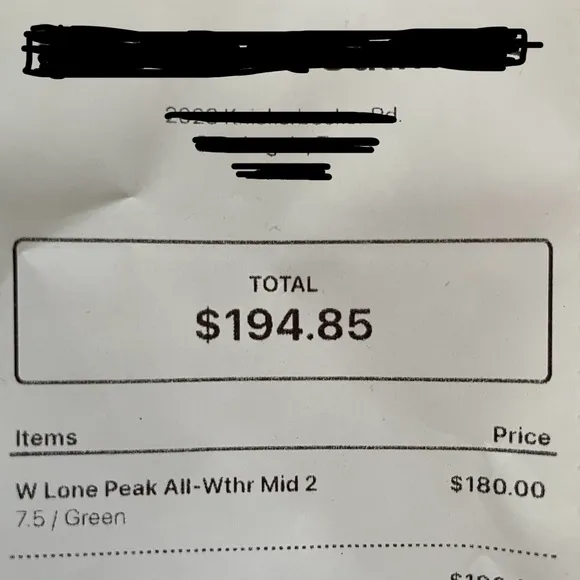 TOTAL
$194.85
Items Price
W Lone Peak All-Wthr Mid 2 $180.00
7.5 / Green